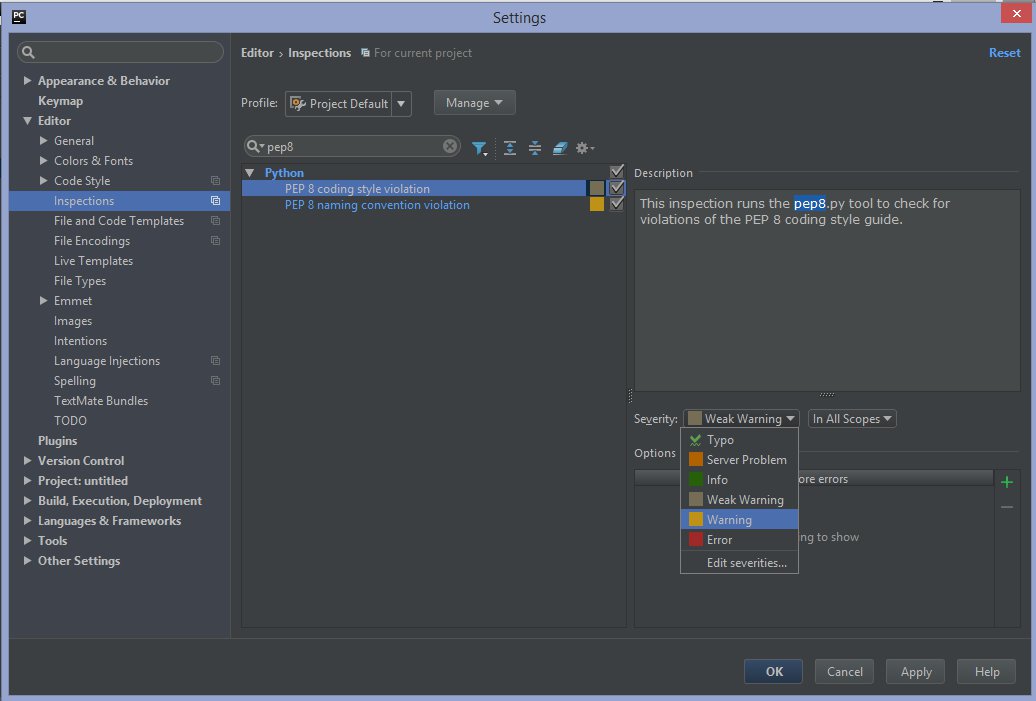 PC
Settings
Appearance & Behavior
Keymap
Editor
General
Colors & Fonts
Code Style
Inspections
File and Code Templates
File Encodings
Live Templates
File Types
Emmet
Images
Intentions
Language Injections
Spelling
TextMate Bundles
TODO
Plugins
Version Control
Project: untitled
Build, Execution, Deployment
Languages & Frameworks
Tools
Other Settings
Editor › Inspections For current project
Reset
Profile: Project Default Manage
pep8
Python
PEP 8 coding style violation
PEP 8 naming convention violation
Description
This inspection runs the pep8.py tool to check for
violations of the PEP 8 coding style guide.
Severity: Weak Warning In All Scopes
Typo
Server Problem
Info
Weak Warning
Warning
Error
Edit severities...
Options
errors
to show
OK Cancel Apply Help